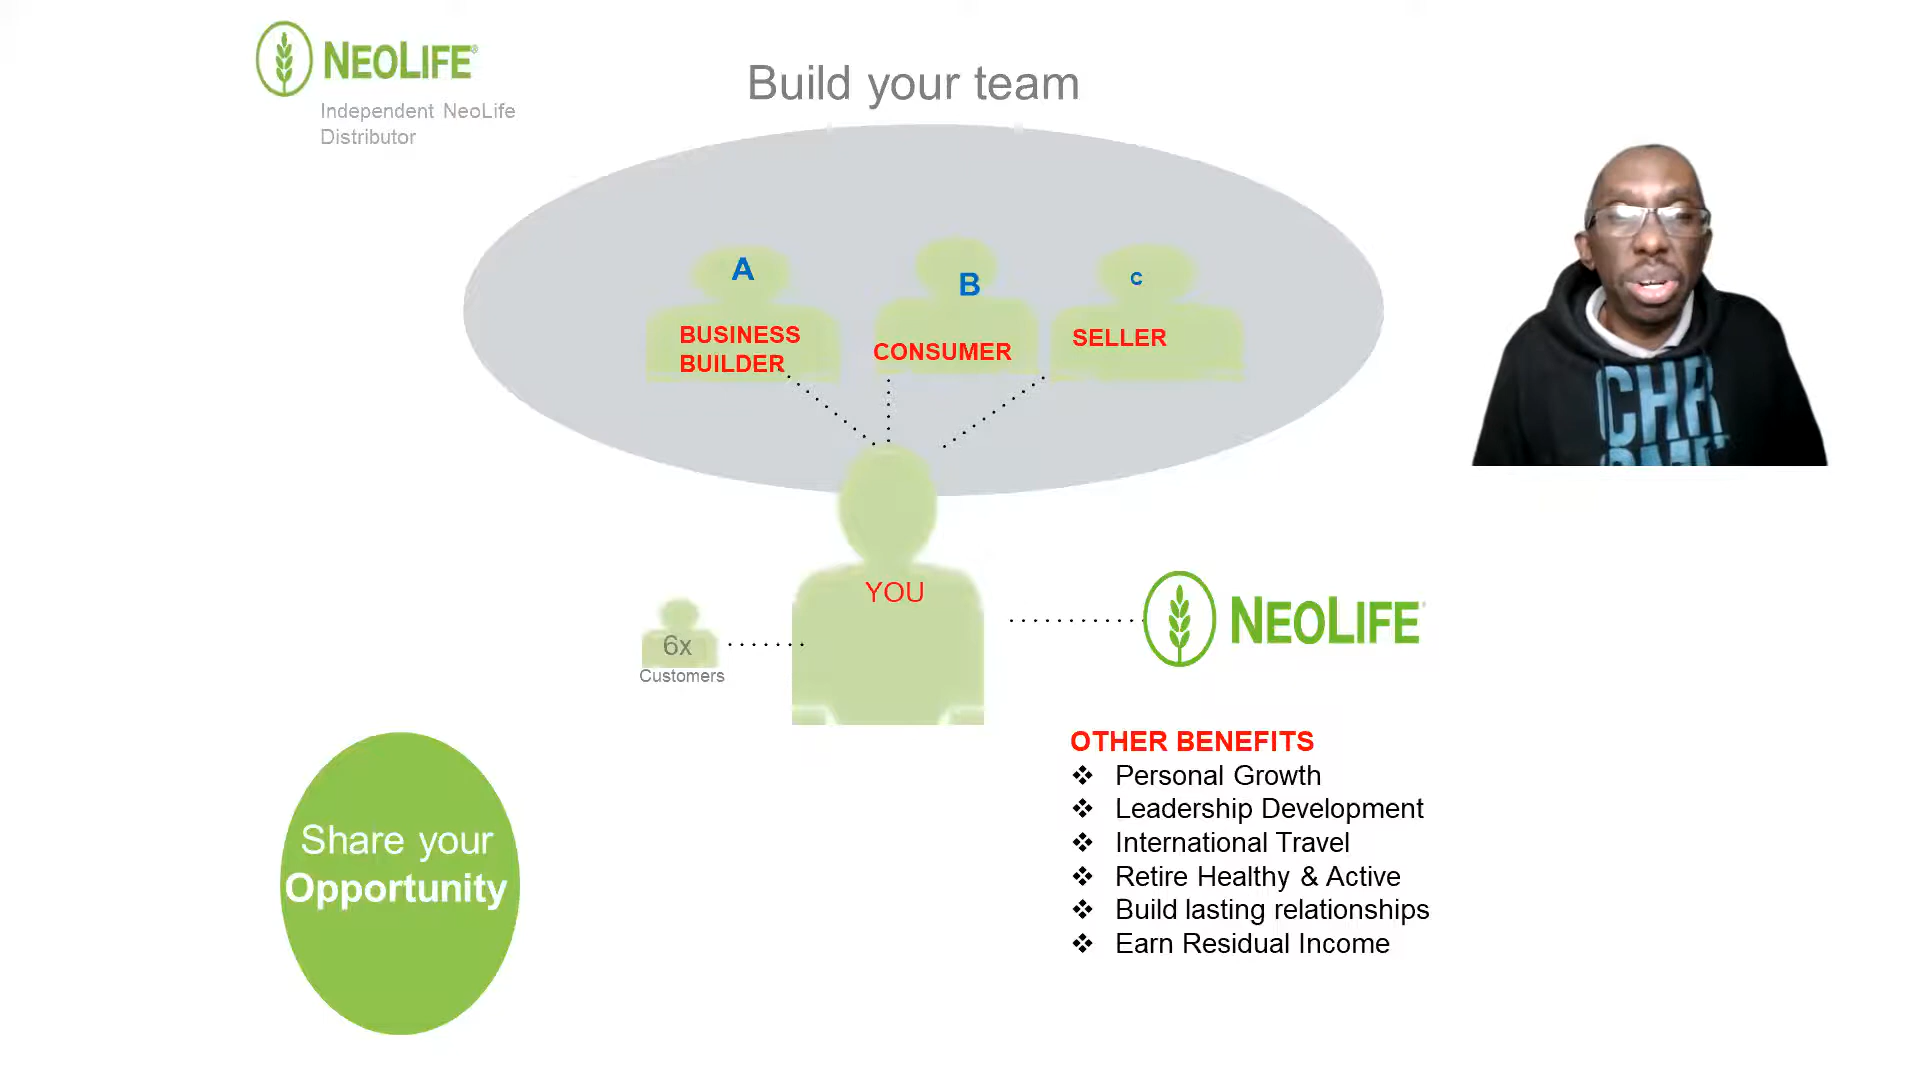 NEOLIFE®
Independent NeoLife
Distributor
Build your team
A
B
c
BUSINESS
BUILDER
CONSUMER
SELLER
YOU
6x
Customers
NEOLIFE
OTHER BENEFITS
❖ Personal Growth
❖ Leadership Development
❖ International Travel
❖ Retire Healthy & Active
❖ Build lasting relationships
❖ Earn Residual Income
Share your
Opportunity